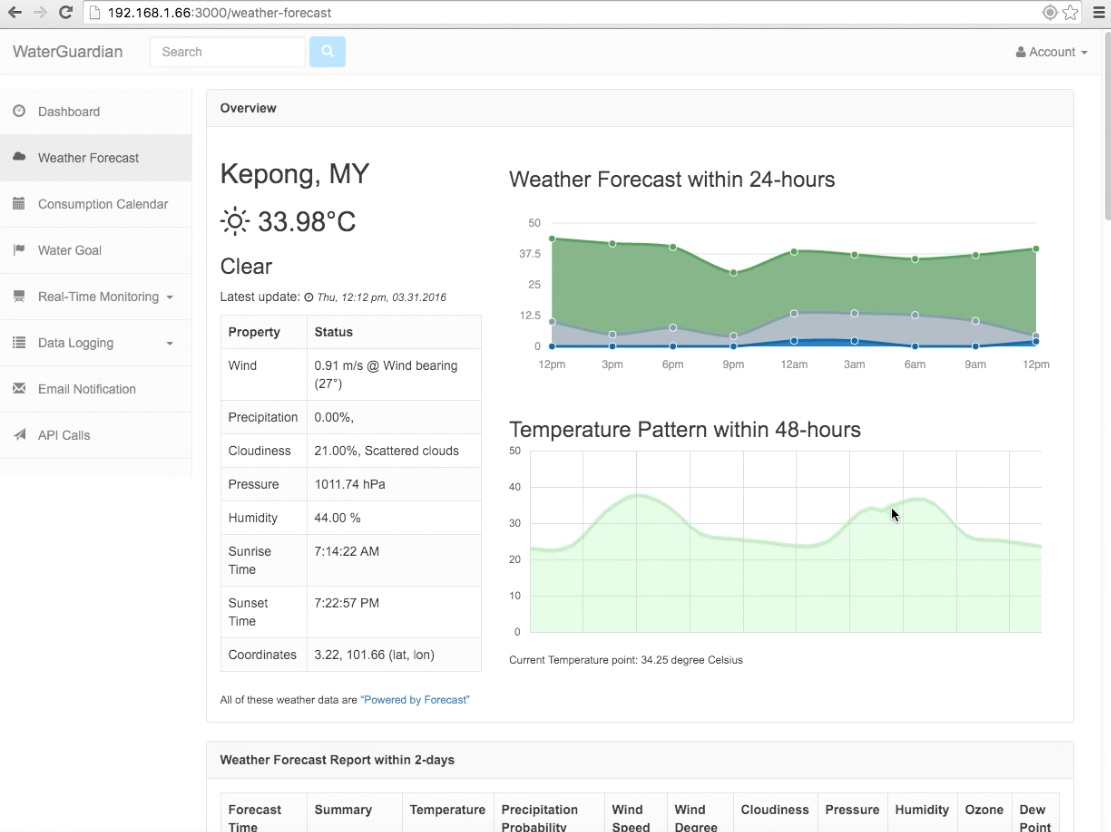 192.168.1.66:3000/weather-forecast
WaterGuardian
Search
Account
Dashboard
Weather Forecast
Consumption Calendar
Water Goal
Real-Time Monitoring
Data Logging
Email Notification
API Calls
Overview
Kepong, MY
33.98°C
Clear
Latest update: Thu, 12:12 pm, 03.31.2016
Property Status
Wind 0.91 m/s @ Wind bearing
(27°)
Precipitation 0.00%,
Cloudiness 21.00%, Scattered clouds
Pressure 1011.74 hPa
Humidity 44.00 %
Sunrise 7:14:22 AM
Time
Sunset 7:22:57 PM
Time
Coordinates 3.22, 101.66 (lat, lon)
All of these weather data are "Powered by Forecast"
Weather Forecast within 24-hours
50
37.5
25
12.5
0
12pm 3pm 6pm 9pm 12am 3am 6am 9am 12pm
Temperature Pattern within 48-hours
50
40
30
20
10
0
Current Temperature point: 34.25 degree Celsius
Weather Forecast Report within 2-days
Forecast Summary Temperature Precipitation Wind Wind Cloudiness Pressure Humidity Ozone Dew
Time Probability Speed Degree Point